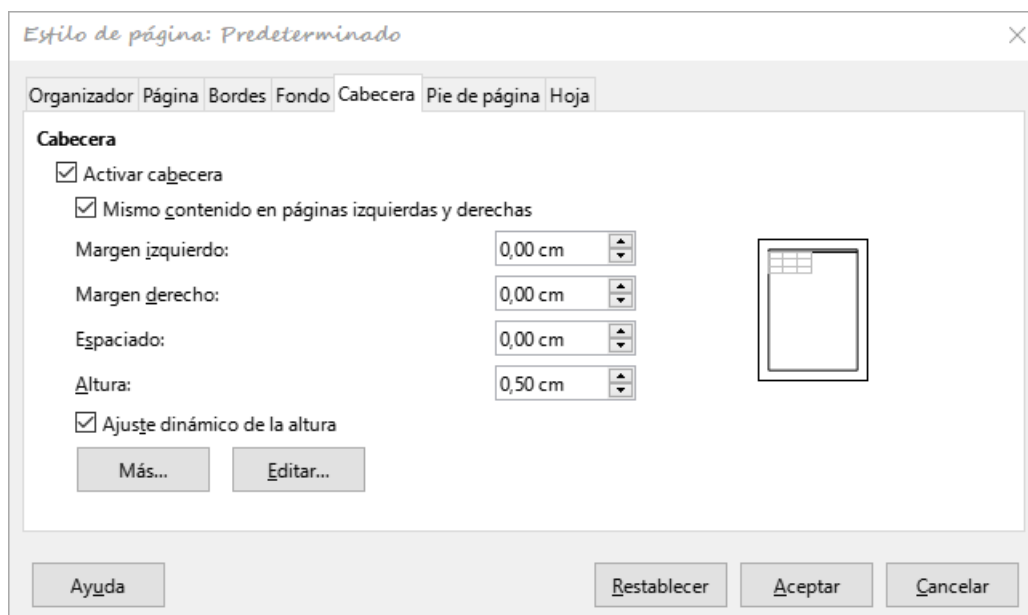 Estilo de página: Predeterminado
Organizador Página Bordes Fondo Cabecera Pie de página Hoja
Cabecera
Activar cabecera
Mismo contenido en páginas izquierdas y derechas
Margen izquierdo: 0,00 cm
Margen derecho: 0,00 cm
Espaciado: 0,00 cm
Altura: 0,50 cm
Ajuste dinámico de la altura
Más... Editar...
Ayuda Restablecer Aceptar Cancelar